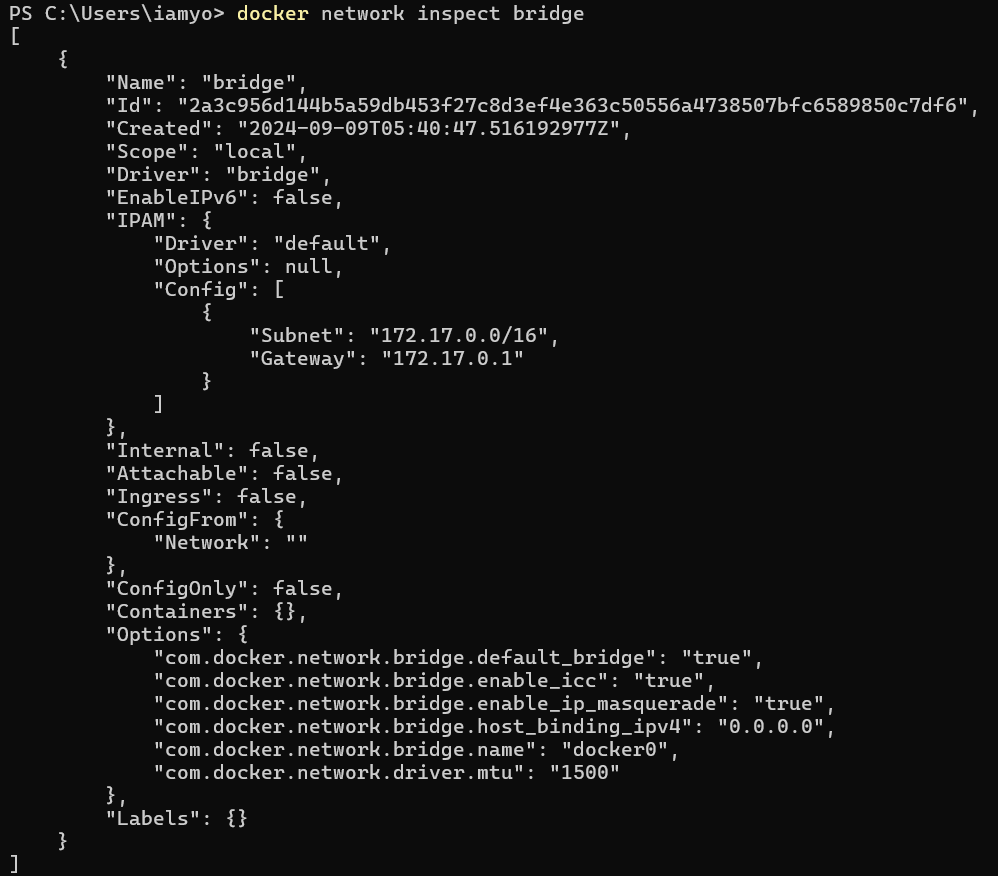 PS C:\Users\iamyo> docker network inspect bridge
[
    {
        "Name": "bridge",
        "Id": "2a3c956d144b5a59db453f27c8d3ef4e363c50556a4738507bfc6589850c7df6",
        "Created": "2024-09-09T05:40:47.516192977Z",
        "Scope": "local",
        "Driver": "bridge",
        "EnableIPv6": false,
        "IPAM": {
            "Driver": "default",
            "Options": null,
            "Config": [
                {
                    "Subnet": "172.17.0.0/16",
                    "Gateway": "172.17.0.1"
                }
            ]
        },
        "Internal": false,
        "Attachable": false,
        "Ingress": false,
        "ConfigFrom": {
            "Network": ""
        },
        "ConfigOnly": false,
        "Containers": {},
        "Options": {
            "com.docker.network.bridge.default_bridge": "true",
            "com.docker.network.bridge.enable_icc": "true",
            "com.docker.network.bridge.enable_ip_masquerade": "true",
            "com.docker.network.bridge.host_binding_ipv4": "0.0.0.0",
            "com.docker.network.bridge.name": "docker0",
            "com.docker.network.driver.mtu": "1500"
        },
        "Labels": {}
    }
]